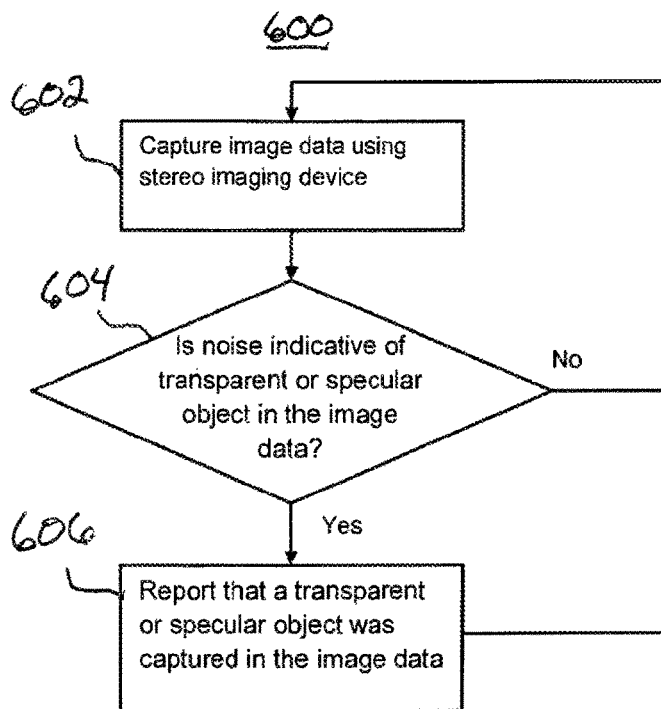 600
602
Capture image data using
stereo imaging device
604
Is noise indicative of
transparent or specular
object in the image
data?
No
Yes
606
Report that a transparent
or specular object was
captured in the image data